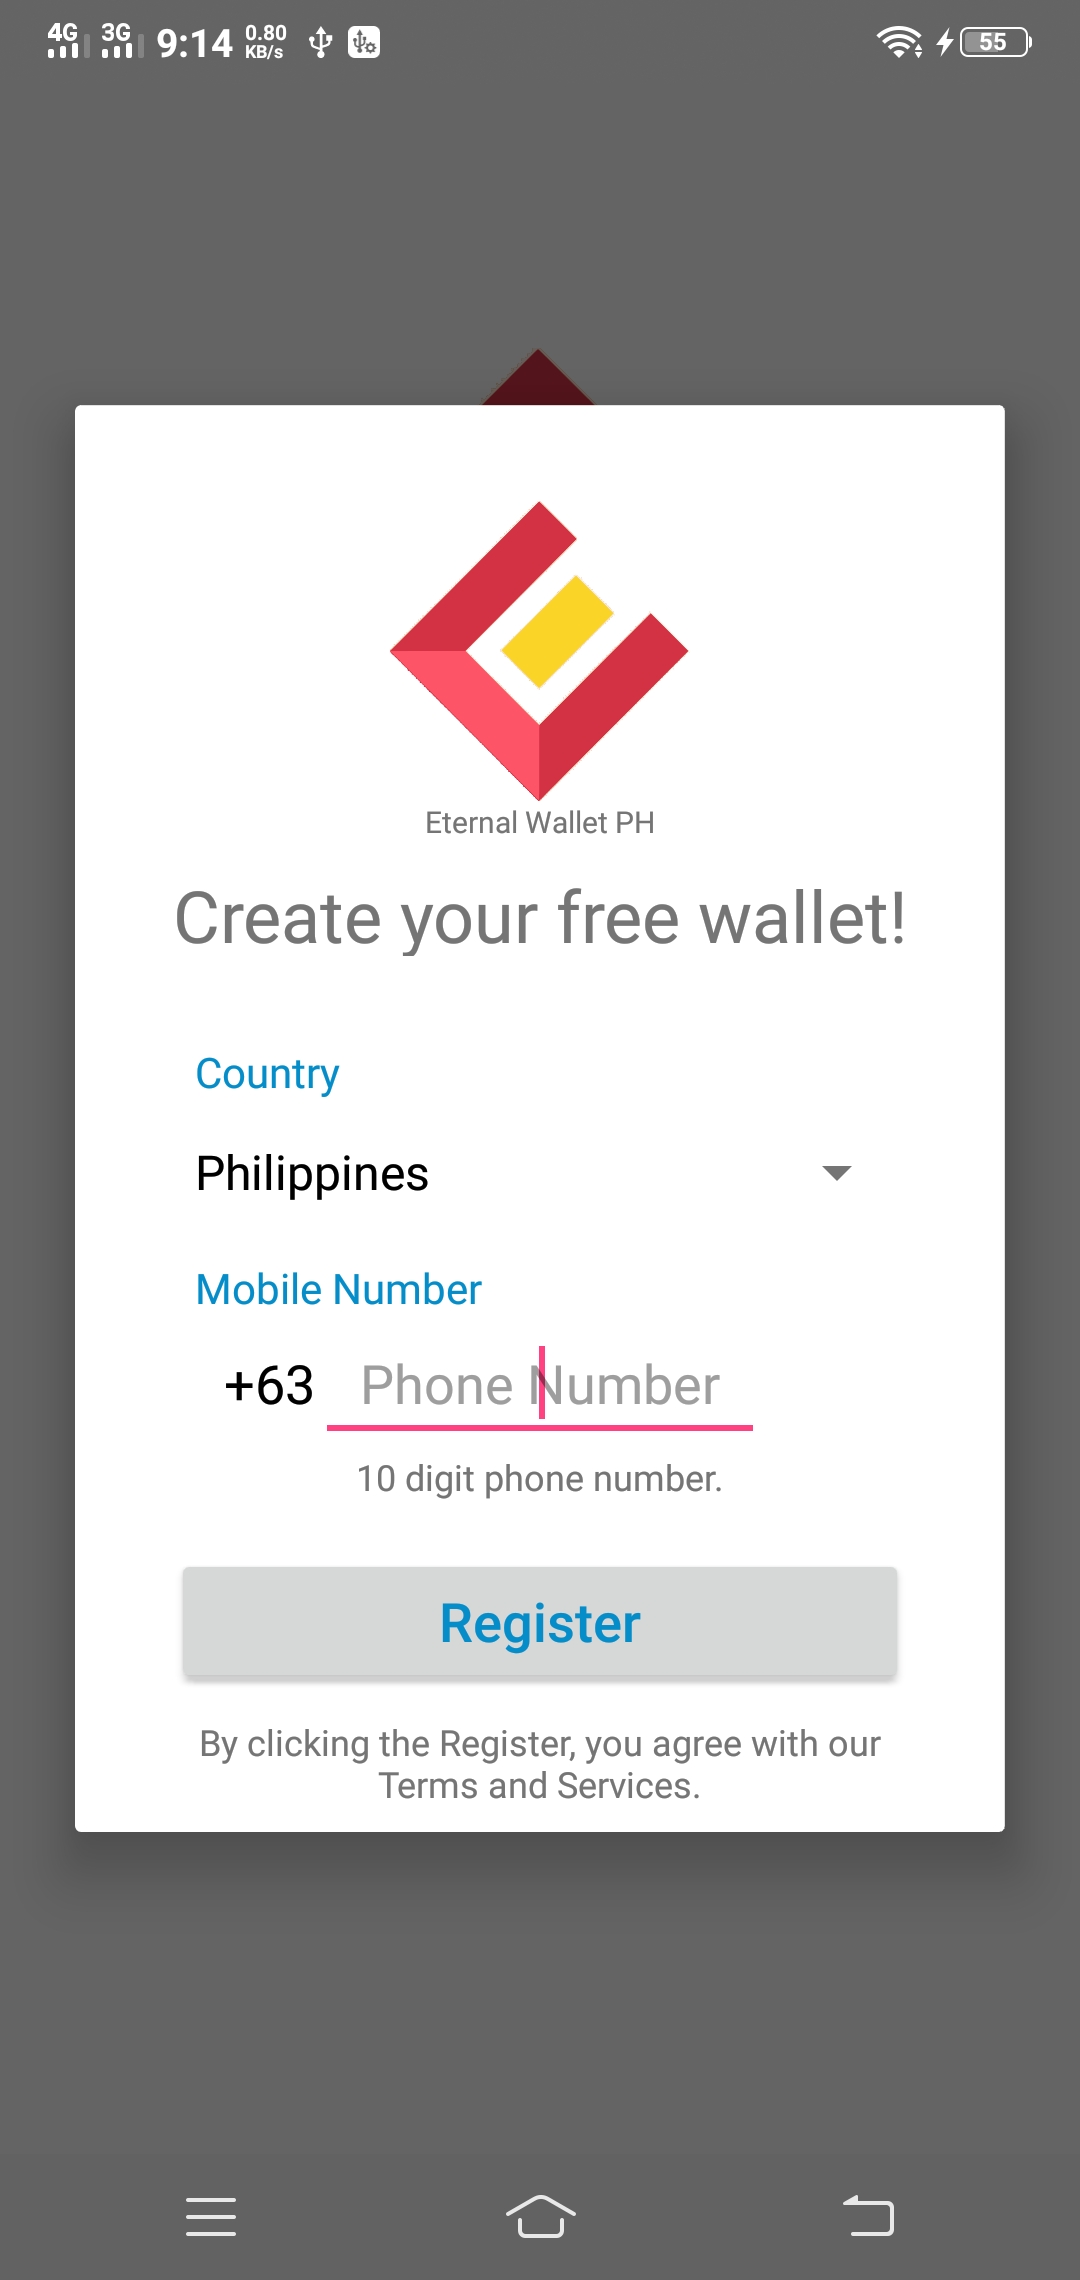 4G 3G 9:14 0.80 KB/s 55
Eternal Wallet PH
Create your free wallet!
Country
Philippines
Mobile Number
+63 Phone Number
10 digit phone number.
Register
By clicking the Register, you agree with our
Terms and Services.